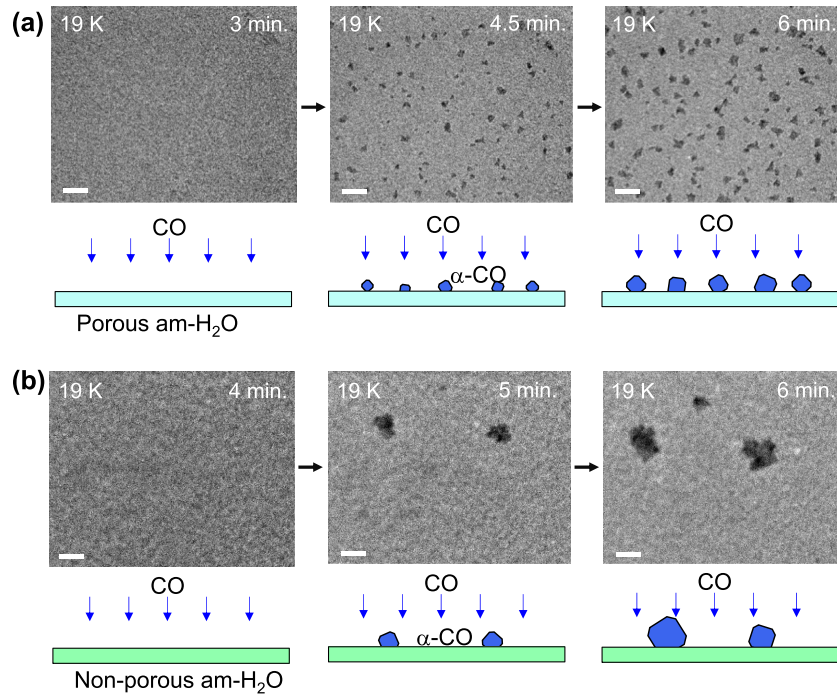 (a)
19 K 3 min.
19 K 4.5 min.
19 K 6 min.
CO
CO
CO
α-CO
Porous am-H₂O
(b)
19 K 4 min.
19 K 5 min.
19 K 6 min.
CO
CO
CO
α-CO
Non-porous am-H₂O